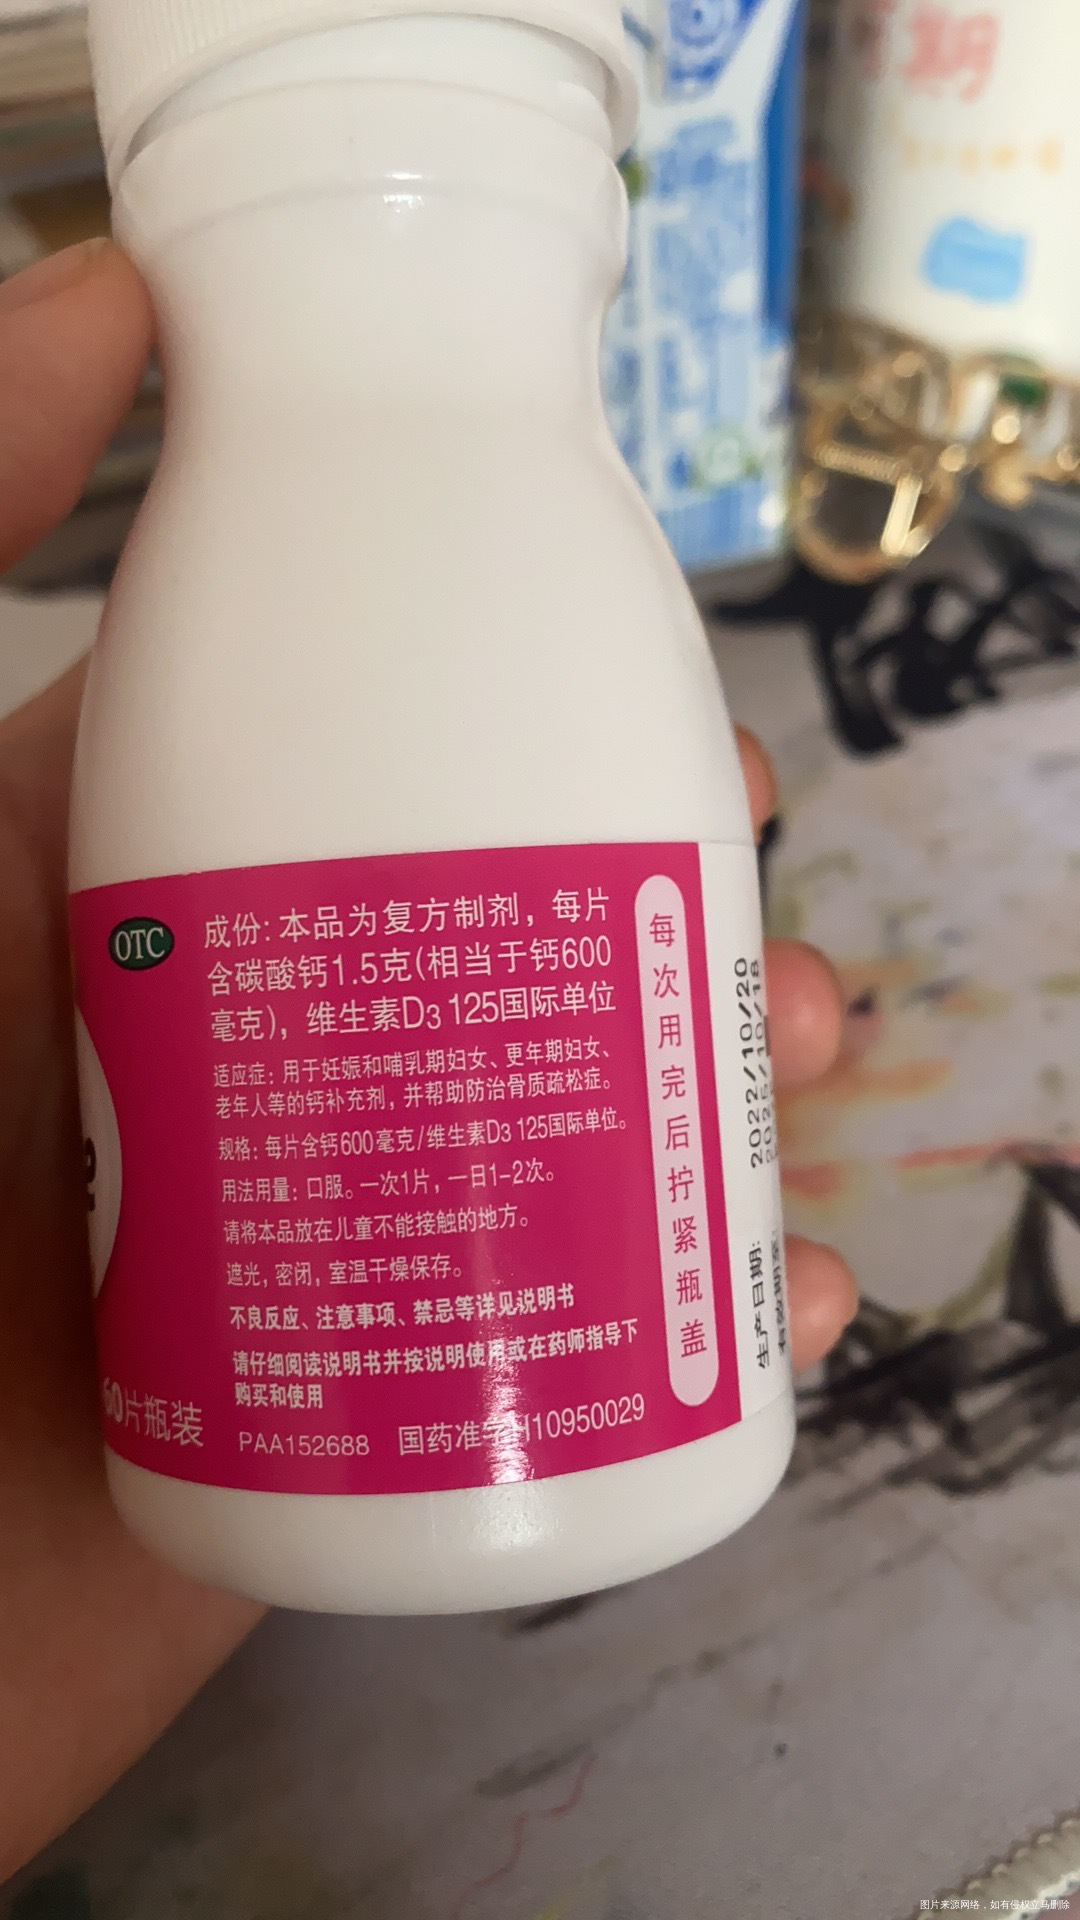 OTC
成份: 本品为复方制剂，每片
含碳酸钙1.5克(相当于钙600
毫克)，维生素D3 125国际单位
适应症: 用于妊娠和哺乳期妇女、更年期妇女、
老年人等的钙补充剂，并帮助防治骨质疏松症。
规格: 每片含钙600毫克/维生素D3 125国际单位。
用法用量: 口服。一次1片，一日1-2次。
请将本品放在儿童不能接触的地方。
遮光，密闭，室温干燥保存。
不良反应、注意事项、禁忌等详见说明书
请仔细阅读说明书并按说明使用或在药师指导下
购买和使用
60片瓶装
PAA152688 国药准字H10950029
每次用完后拧紧瓶盖
生产日期: 2022/10/20
有效期至:
期
图片来源网络，如有侵权立马删除